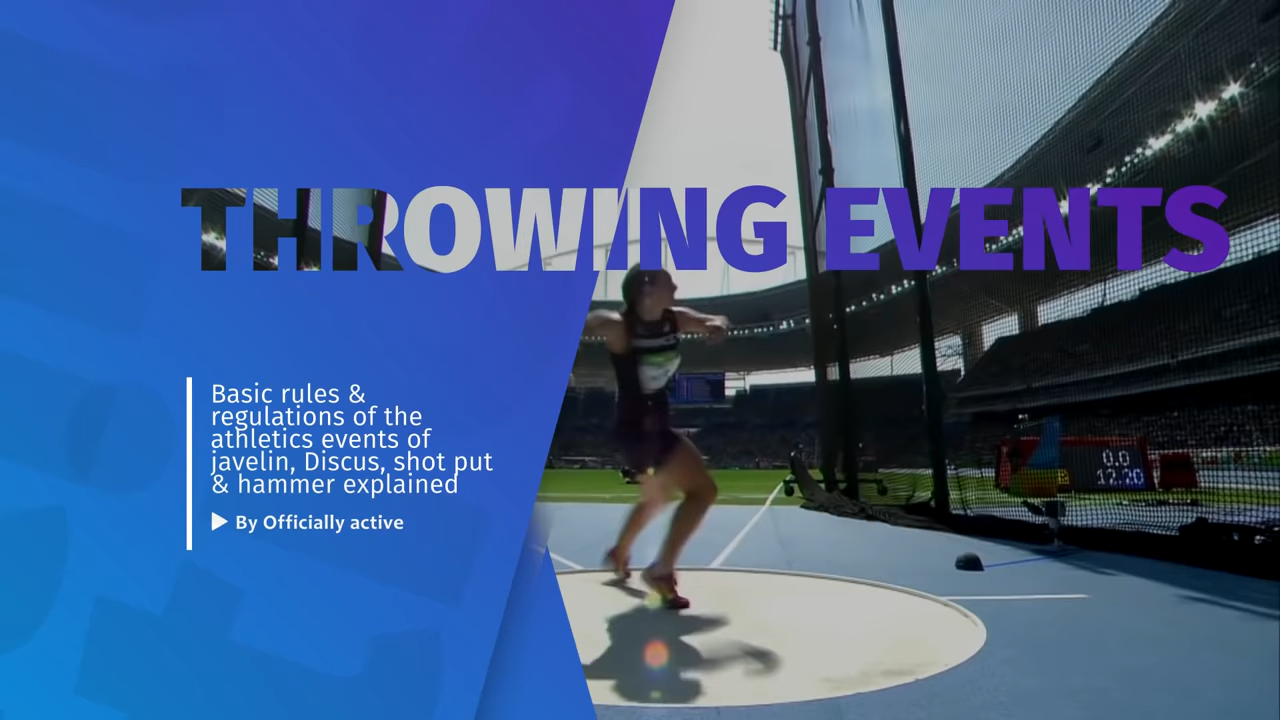 THROWING EVENTS
Basic rules &
regulations of the
athletics events of
javelin, Discus, shot put
& hammer explained
By Officially active
0.0
12.20